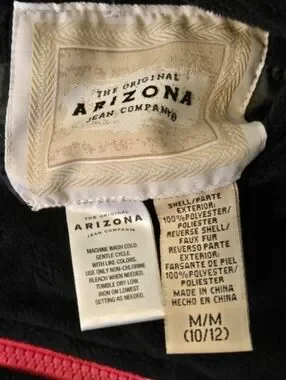 THE ORIGINAL
ARIZONA
JEAN COMPANY®
THE ORIGINAL
ARIZONA
JEAN COMPANY®
MACHINE WASH COLD.
GENTLE CYCLE.
WITH LIKE COLORS.
USE ONLY NON-CHLORINE
BLEACH WHEN NEEDED.
TUMBLE DRY LOW.
IRON ON LOWEST
SETTING AS NEEDED.
SHELL/PARTE
EXTERIOR:
100%POLYESTER/
POLIESTER
REVERSE SHELL/
FAUX FUR
REVERSO PARTE
EXTERIOR:
FARSANTE DE PIEL
100%POLYESTER/
POLIESTER
MADE IN CHINA
HECHO EN CHINA
M/M
(10/12)